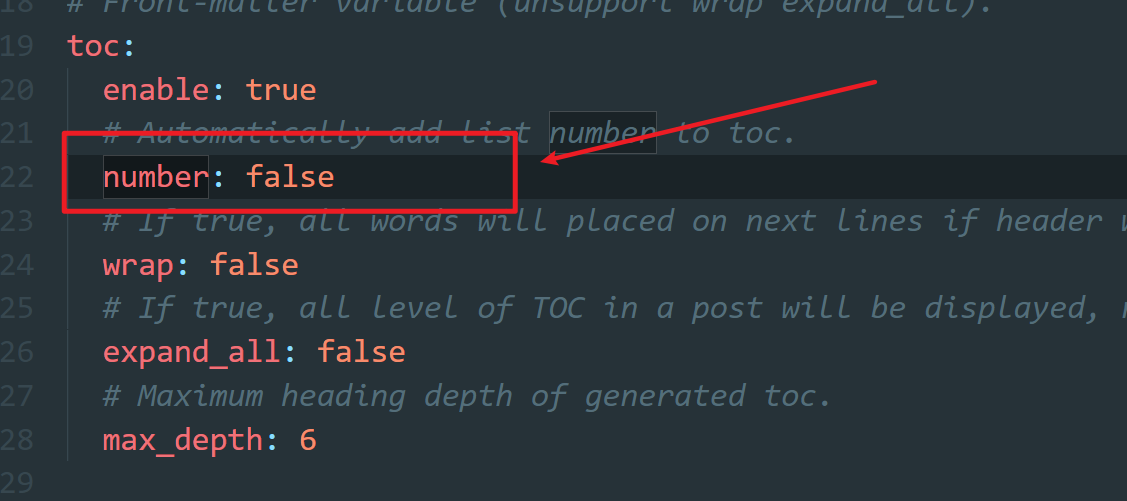 18 # Front-matter variable (unsupport wrap expand_all).
19 toc:
20 enable: true
21 # Automatically add list number to toc.
22 number: false
23 # If true, all words will placed on next lines if header
24 wrap: false
25 # If true, all level of TOC in a post will be displayed,
26 expand_all: false
27 # Maximum heading depth of generated toc.
28 max_depth: 6
29